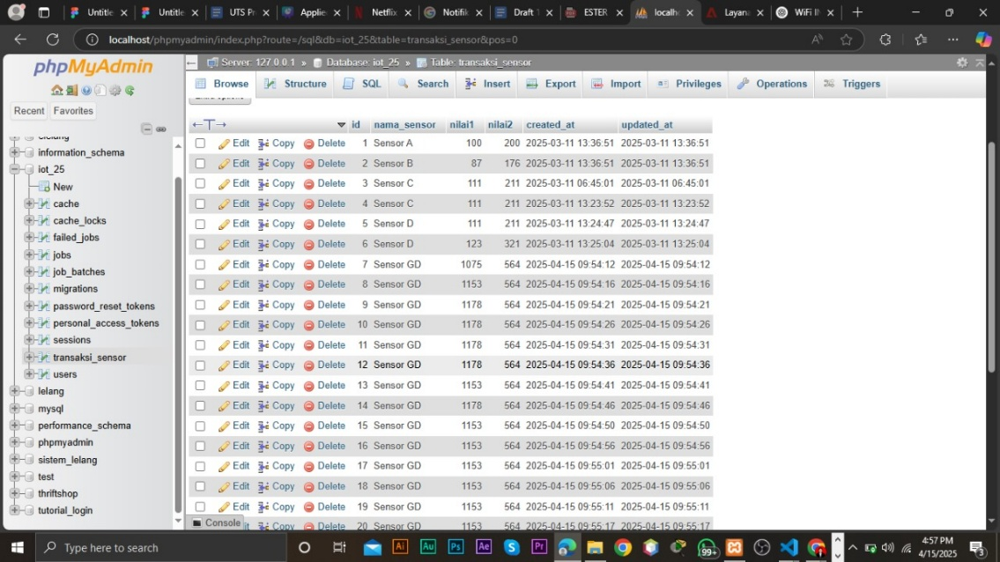 Untitle
Untitle
UTS Pr
Applie
Netflix
Notifik
Draft 1
ESTER
localh
Layana
WiFi II
localhost/phpmyadmin/index.php?route=/sql&db=iot_25&table=transaksi_sensor&pos=0
phpMyAdmin
Recent Favorites
information_schema
iot_25
New
cache
cache_locks
failed_jobs
jobs
job_batches
migrations
password_reset_tokens
personal_access_tokens
sessions
transaksi_sensor
users
lelang
mysql
performance_schema
phpmyadmin
sistem_lelang
test
thriftshop
tutorial_login
Server: 127.0.0.1 » Database: iot_25 » Table: transaksi_sensor
Browse Structure SQL Search Insert Export Import Privileges Operations Triggers
id nama_sensor nilai1 nilai2 created_at updated_at
Edit Copy Delete 1 Sensor A 100 200 2025-03-11 13:36:51 2025-03-11 13:36:51
Edit Copy Delete 2 Sensor B 87 176 2025-03-11 13:36:51 2025-03-11 13:36:51
Edit Copy Delete 3 Sensor C 111 211 2025-03-11 06:45:01 2025-03-11 06:45:01
Edit Copy Delete 4 Sensor C 111 211 2025-03-11 13:23:52 2025-03-11 13:23:52
Edit Copy Delete 5 Sensor D 111 211 2025-03-11 13:24:47 2025-03-11 13:24:47
Edit Copy Delete 6 Sensor D 123 321 2025-03-11 13:25:04 2025-03-11 13:25:04
Edit Copy Delete 7 Sensor GD 1075 564 2025-04-15 09:54:12 2025-04-15 09:54:12
Edit Copy Delete 8 Sensor GD 1153 564 2025-04-15 09:54:16 2025-04-15 09:54:16
Edit Copy Delete 9 Sensor GD 1178 564 2025-04-15 09:54:21 2025-04-15 09:54:21
Edit Copy Delete 10 Sensor GD 1178 564 2025-04-15 09:54:26 2025-04-15 09:54:26
Edit Copy Delete 11 Sensor GD 1178 564 2025-04-15 09:54:31 2025-04-15 09:54:31
Edit Copy Delete 12 Sensor GD 1178 564 2025-04-15 09:54:36 2025-04-15 09:54:36
Edit Copy Delete 13 Sensor GD 1153 564 2025-04-15 09:54:41 2025-04-15 09:54:41
Edit Copy Delete 14 Sensor GD 1178 564 2025-04-15 09:54:46 2025-04-15 09:54:46
Edit Copy Delete 15 Sensor GD 1153 564 2025-04-15 09:54:50 2025-04-15 09:54:50
Edit Copy Delete 16 Sensor GD 1153 564 2025-04-15 09:54:56 2025-04-15 09:54:56
Edit Copy Delete 17 Sensor GD 1153 564 2025-04-15 09:55:01 2025-04-15 09:55:01
Edit Copy Delete 18 Sensor GD 1153 564 2025-04-15 09:55:06 2025-04-15 09:55:06
Edit Copy Delete 19 Sensor GD 1153 564 2025-04-15 09:55:11 2025-04-15 09:55:11
Copy Delete 20 Sensor GD 1153 564 2025-04-15 09:55:17 2025-04-15 09:55:17
Console
Type here to search
Ai Au Ps Ae Pr
99+
4:57 PM
4/15/2025
3